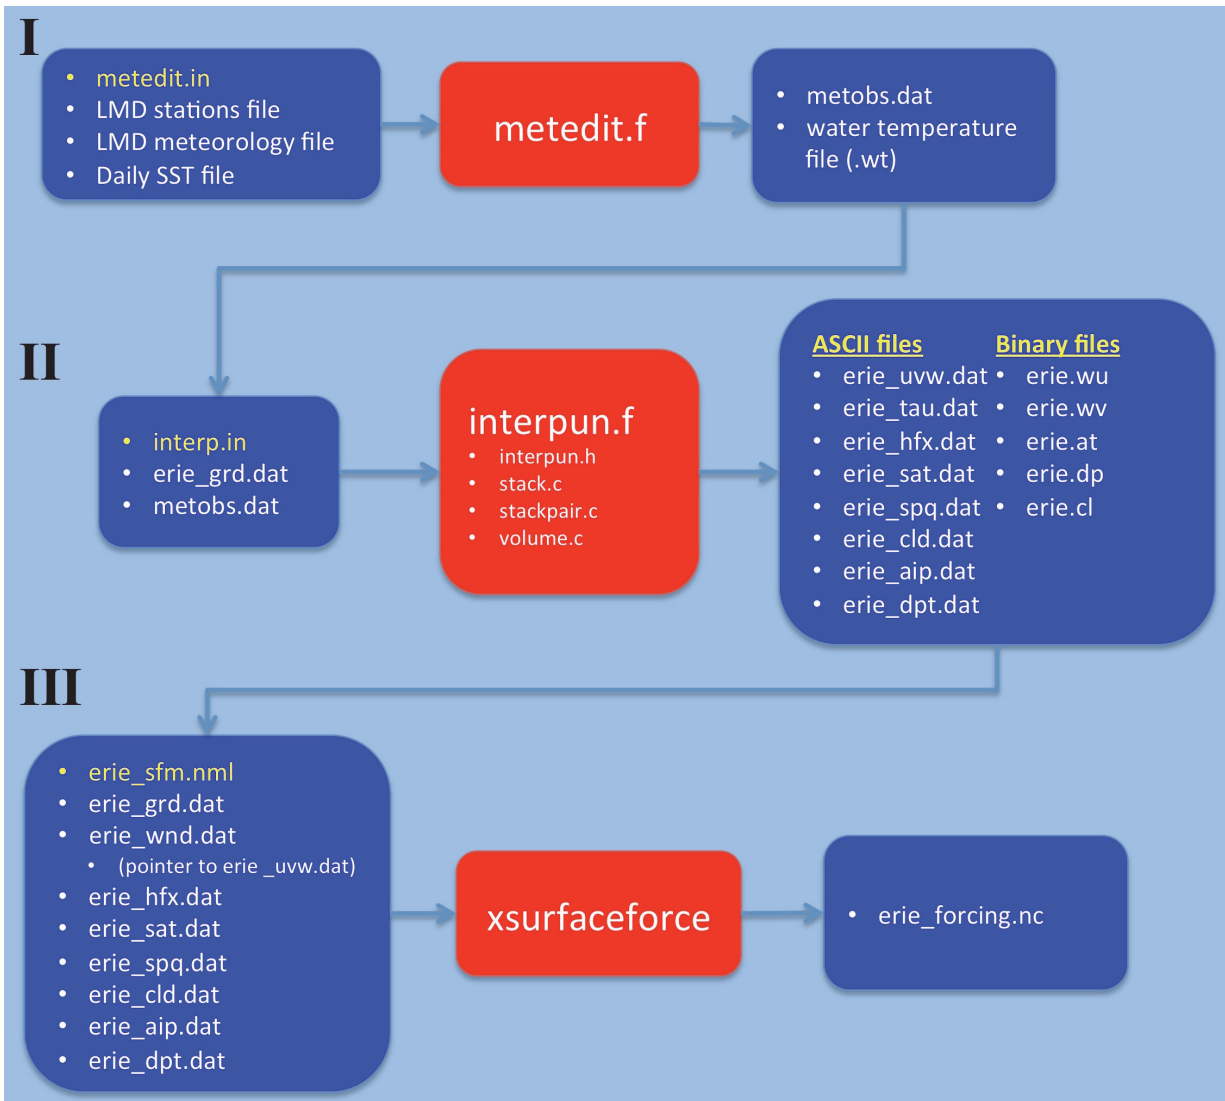 I
• metedit.in
• LMD stations file
• LMD meteorology file
• Daily SST file
metedit.f
• metobs.dat
• water temperature
file (.wt)
II
• interp.in
• erie_grd.dat
• metobs.dat
interpun.f
• interpun.h
• stack.c
• stackpair.c
• volume.c
ASCII files
• erie_uvw.dat
• erie_tau.dat
• erie_hfx.dat
• erie_sat.dat
• erie_spq.dat
• erie_cld.dat
• erie_aip.dat
• erie_dpt.dat
Binary files
• erie.wu
• erie.wv
• erie.at
• erie.dp
• erie.cl
III
• erie_sfm.nml
• erie_grd.dat
• erie_wnd.dat
• (pointer to erie _uvw.dat)
• erie_hfx.dat
• erie_sat.dat
• erie_spq.dat
• erie_cld.dat
• erie_aip.dat
• erie_dpt.dat
xsurfaceforce
• erie_forcing.nc